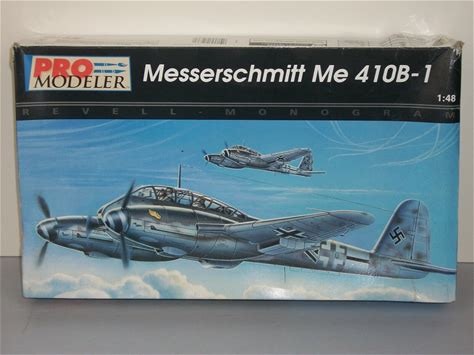 PRO
MODELER
Messerschmitt Me 410B-1
1:48
REVELL-MONOGRAM